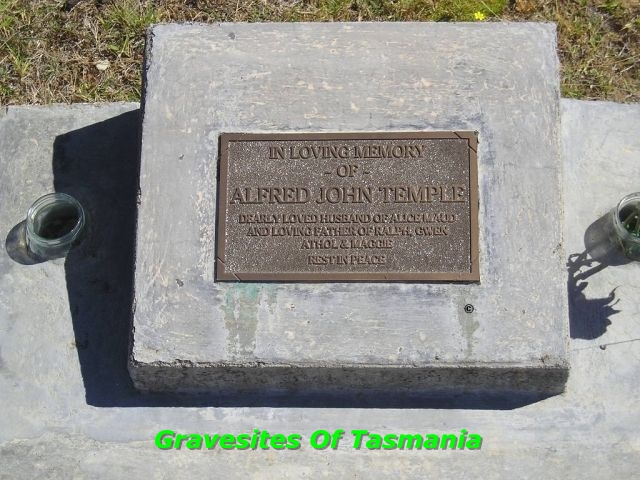 IN LOVING MEMORY
- OF -
ALFRED JOHN TEMPLE
DEARLY LOVED HUSBAND OF ALICE MAUD
AND LOVING FATHER OF RALPH, GWEN
ATHOL & MAGGIE
REST IN PEACE
©
Gravesites Of Tasmania